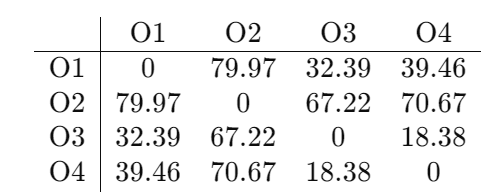 O1 O2 O3 O4
O1 0 79.97 32.39 39.46
O2 79.97 0 67.22 70.67
O3 32.39 67.22 0 18.38
O4 39.46 70.67 18.38 0